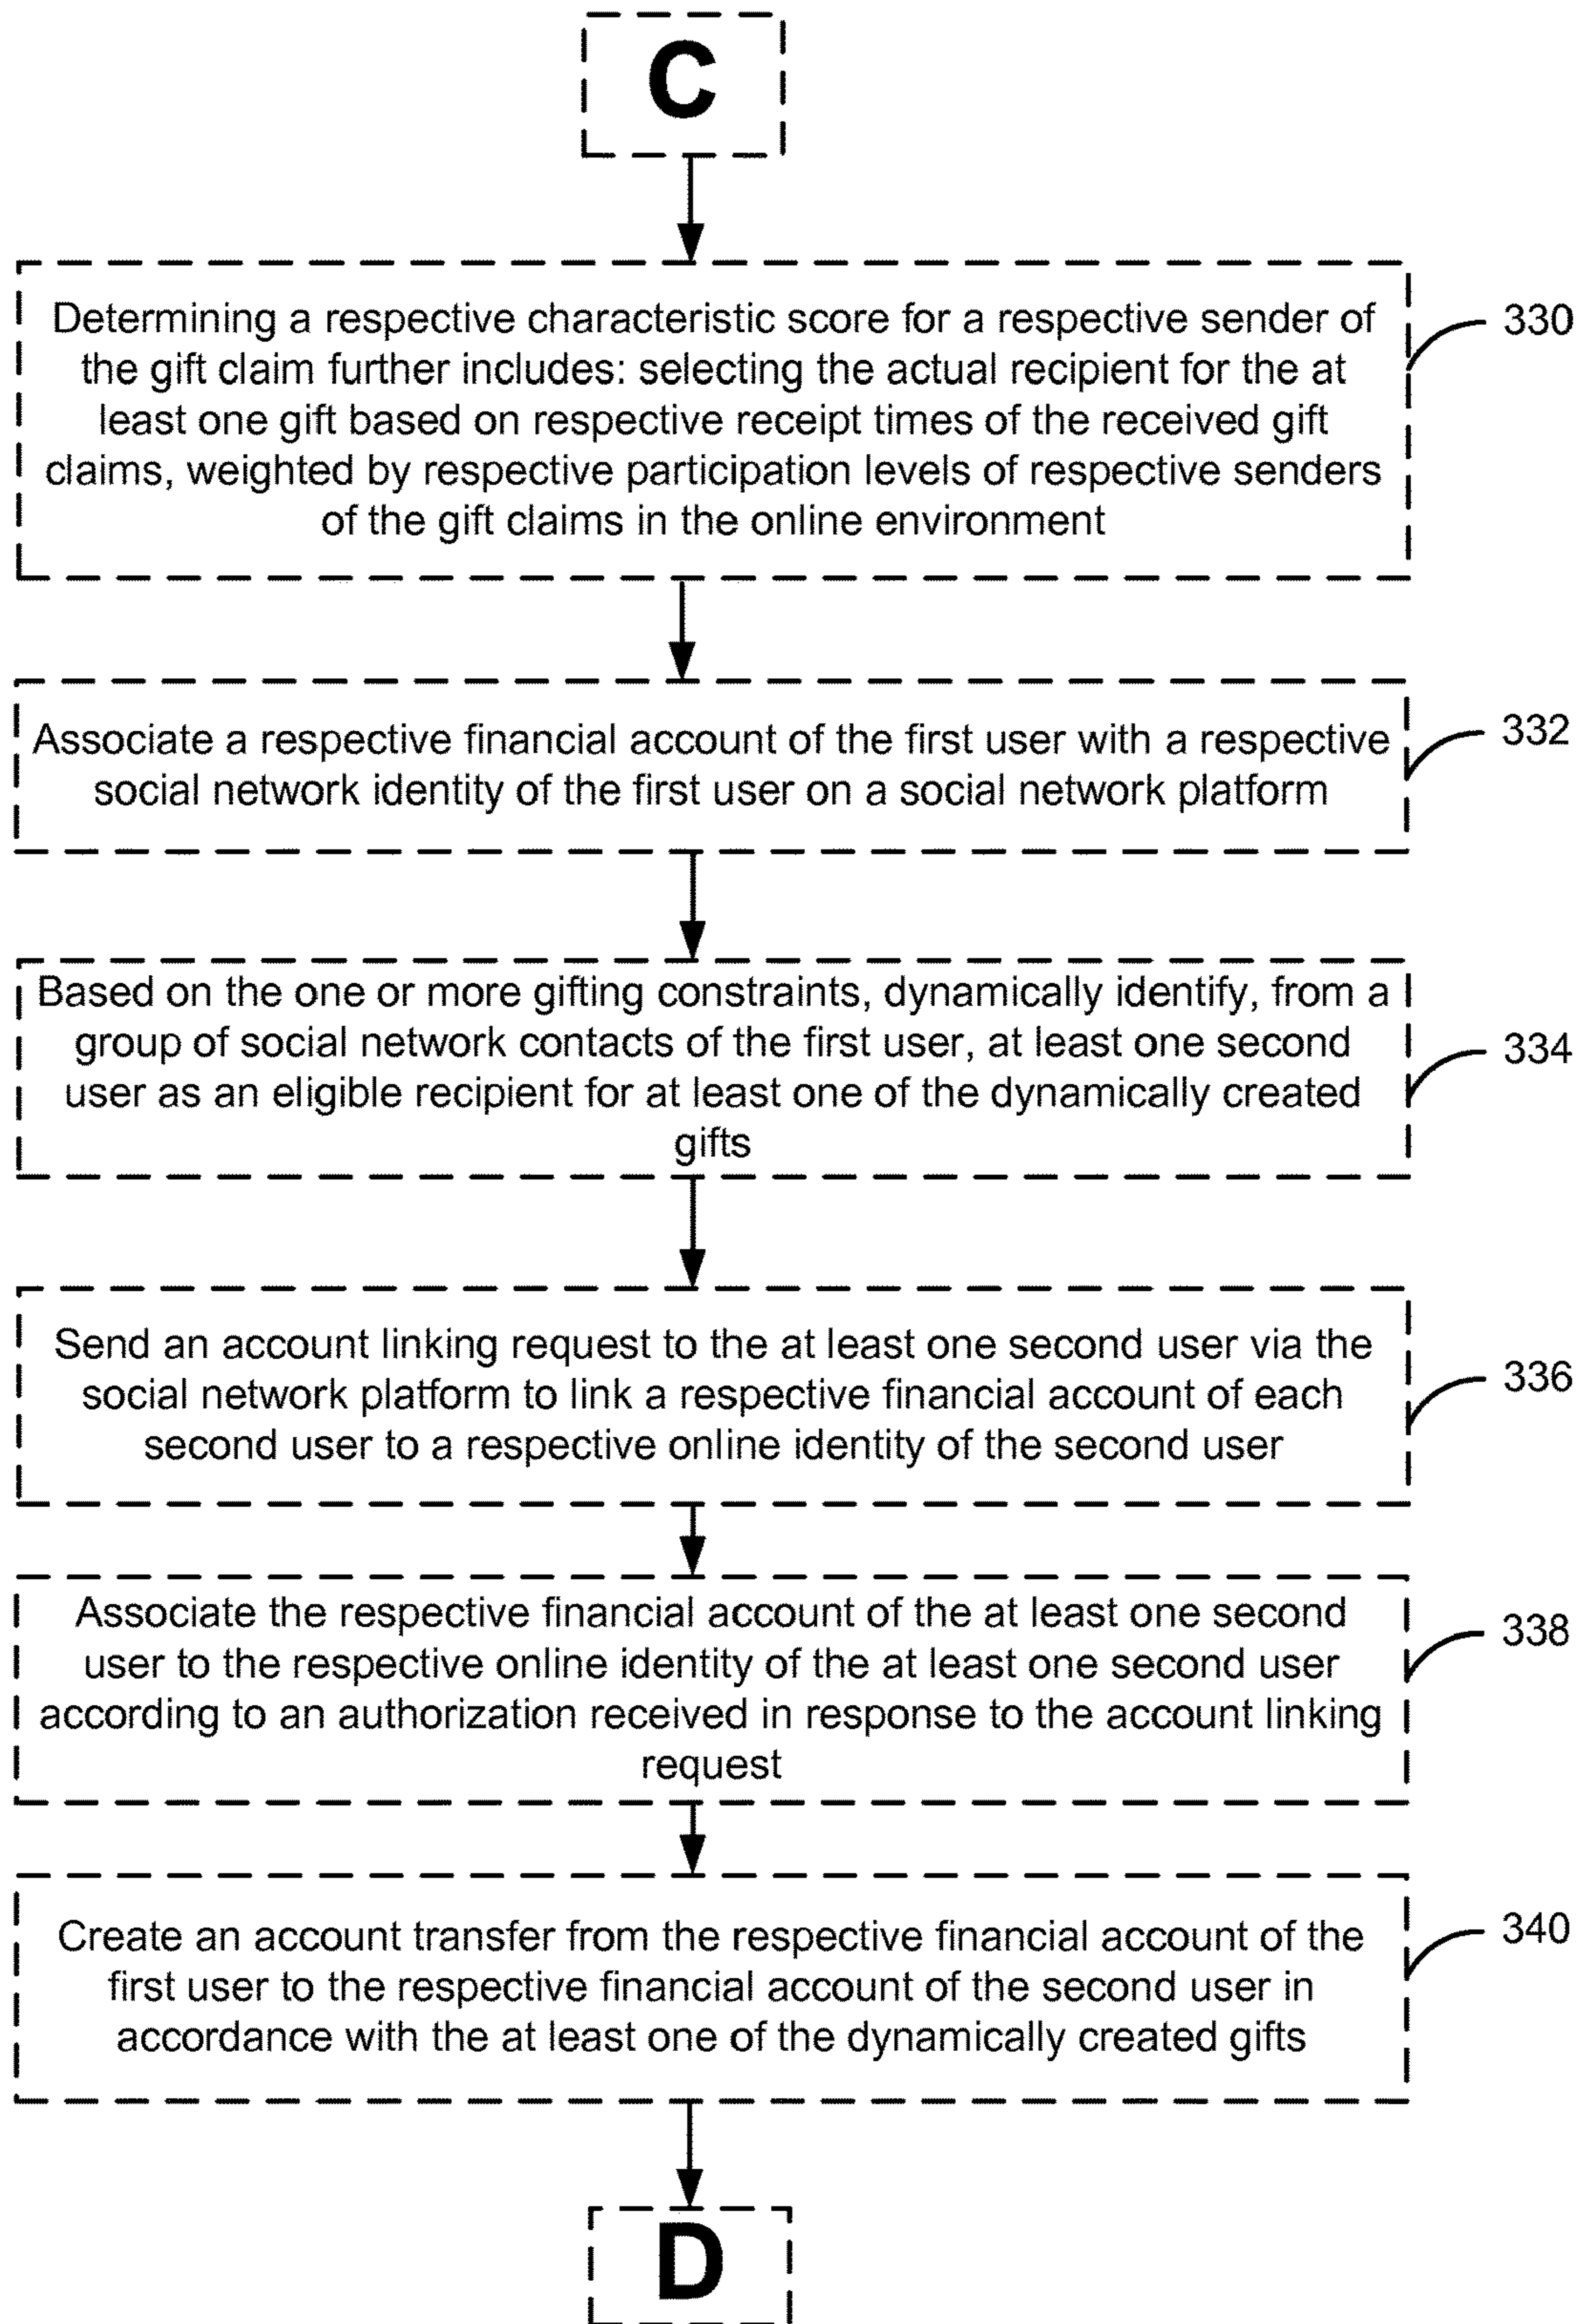 C
Determining a respective characteristic score for a respective sender of
the gift claim further includes: selecting the actual recipient for the at
least one gift based on respective receipt times of the received gift
claims, weighted by respective participation levels of respective senders
of the gift claims in the online environment
330
Associate a respective financial account of the first user with a respective
social network identity of the first user on a social network platform
332
Based on the one or more gifting constraints, dynamically identify, from a
group of social network contacts of the first user, at least one second
user as an eligible recipient for at least one of the dynamically created
gifts
334
Send an account linking request to the at least one second user via the
social network platform to link a respective financial account of each
second user to a respective online identity of the second user
336
Associate the respective financial account of the at least one second
user to the respective online identity of the at least one second user
according to an authorization received in response to the account linking
request
338
Create an account transfer from the respective financial account of the
first user to the respective financial account of the second user in
accordance with the at least one of the dynamically created gifts
340
D